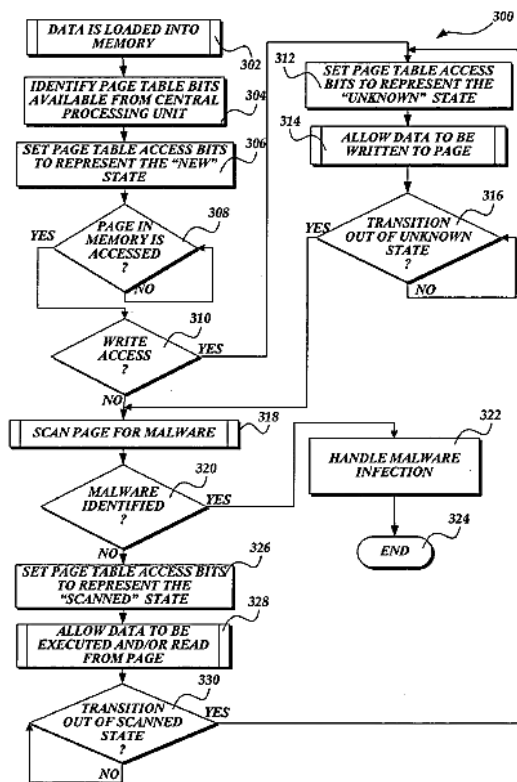 300
DATA IS LOADED INTO
MEMORY
302
IDENTIFY PAGE TABLE BITS
AVAILABLE FROM CENTRAL
PROCESSING UNIT
304
SET PAGE TABLE ACCESS BITS
TO REPRESENT THE "NEW"
STATE
306
PAGE IN
MEMORY IS
ACCESSED
?
308
YES
NO
WRITE
ACCESS
?
310
YES
NO
312
SET PAGE TABLE ACCESS
BITS TO REPRESENT THE
"UNKNOWN" STATE
314
ALLOW DATA TO BE
WRITTEN TO PAGE
316
TRANSITION
OUT OF UNKNOWN
STATE ?
YES
NO
SCAN PAGE FOR MALWARE
318
MALWARE
IDENTIFIED
?
320
YES
NO
322
HANDLE MALWARE
INFECTION
END
324
SET PAGE TABLE ACCESS BITS
TO REPRESENT THE
"SCANNED" STATE
326
ALLOW DATA TO BE
EXECUTED AND/OR READ
FROM PAGE
328
TRANSITION
OUT OF SCANNED
STATE
?
330
YES
NO